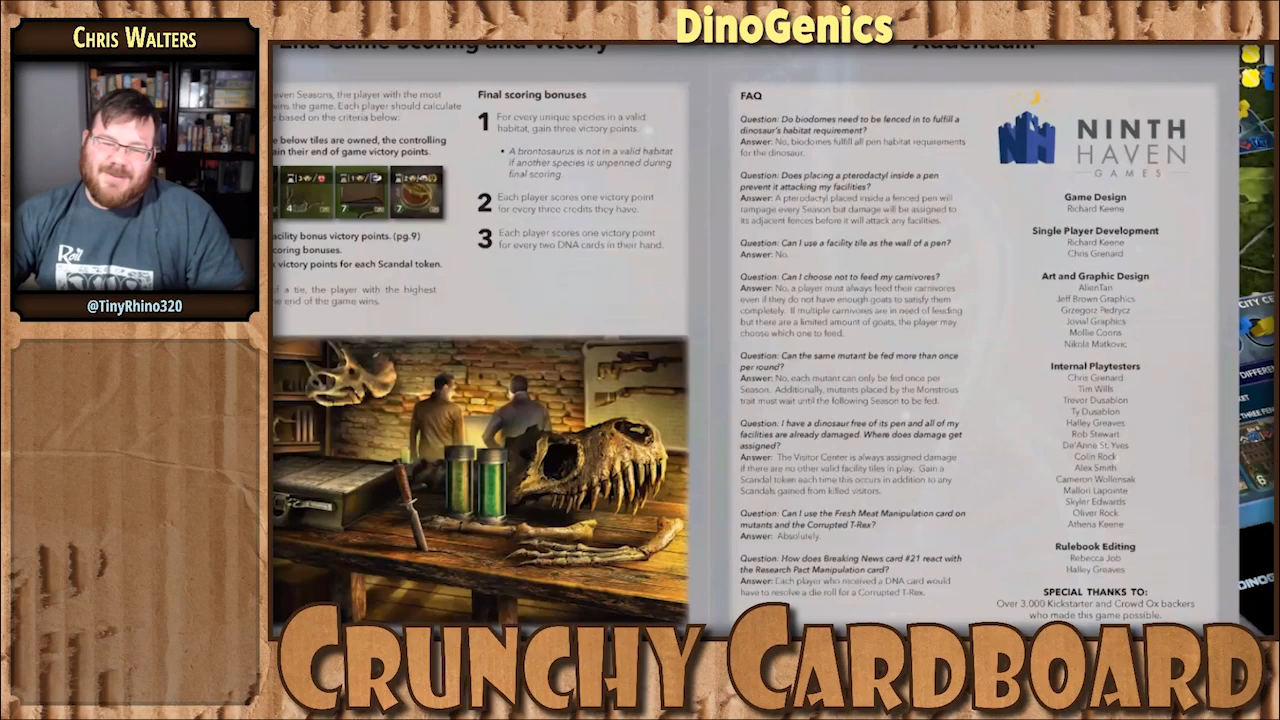 DinoGenics
Chris Walters
@TinyRhino320
End Game Scoring and Victory
even Seasons, the player with the most
ins the game. Each player should calculate
based on the criteria below:
e below tiles are owned, the controlling
ain their end of game victory points.
4
7
7
acility bonus victory points. (pg.9)
coring bonuses.
victory points for each Scandal token.
of a tie, the player with the highest
e end of the game wins.
Final scoring bonuses
1 For every unique species in a valid
habitat, gain three victory points.
• A brontosaurus is not in a valid habitat
if another species is unpenned during
final scoring.
2 Each player scores one victory point
for every three credits they have.
3 Each player scores one victory point
for every two DNA cards in their hand.
Addendum
FAQ
Question: Do biodomes need to be fenced in to fulfill a
dinosaur's habitat requirement?
Answer: No, biodomes fulfill all pen habitat requirements
for the dinosaur.
Question: Does placing a pterodactyl inside a pen
prevent it attacking my facilities?
Answer: A pterodactyl placed inside a fenced pen will
rampage every Season but damage will be assigned to
its adjacent fences before it will attack any facilities.
Question: Can I use a facility tile as the wall of a pen?
Answer: No.
Question: Can I choose not to feed my carnivores?
Answer: No, a player must always feed their carnivores
even if they do not have enough goats to satisfy them
completely. If multiple carnivores are in need of feeding
but there are a limited amount of goats, the player may
choose which one to feed.
Question: Can the same mutant be fed more than once
per round?
Answer: No, each mutant can only be fed once per
Season. Additionally, mutants placed by the Monstrous
trait must wait until the following Season to be fed.
Question: I have a dinosaur free of its pen and all of my
facilities are already damaged. Where does damage get
assigned?
Answer: The Visitor Center is always assigned damage
if there are no other valid facility tiles in play. Gain a
Scandal token each time this occurs in addition to any
Scandals gained from killed visitors.
Question: Can I use the Fresh Meat Manipulation card on
mutants and the Corrupted T-Rex?
Answer: Absolutely.
Question: How does Breaking News card #21 react with
the Research Pact Manipulation card?
Answer: Each player who received a DNA card would
have to resolve a die roll for a Corrupted T-Rex.
NINTH
HAVEN
GAMES
Game Design
Richard Keene
Single Player Development
Richard Keene
Chris Grenard
Art and Graphic Design
AlienTan
Jeff Brown Graphics
Grzegorz Pedrycz
Jovial Graphics
Mollie Coons
Nikola Matkovic
Internal Playtesters
Chris Grenard
Tim Wills
Trevor Dusablon
Ty Dusablon
Halley Greaves
Rob Stewart
De'Anne St. Yves
Colin Rock
Alex Smith
Cameron Wollensak
Mallori Lapointe
Skyler Edwards
Oliver Rock
Athena Keene
Rulebook Editing
Rebecca Job
Halley Greaves
SPECIAL THANKS TO:
Over 3,000 Kickstarter and Crowd Ox backers
who made this game possible.
CITY CE
DIFFEREN
6
DINOG
Roll
Crunchy Cardboard